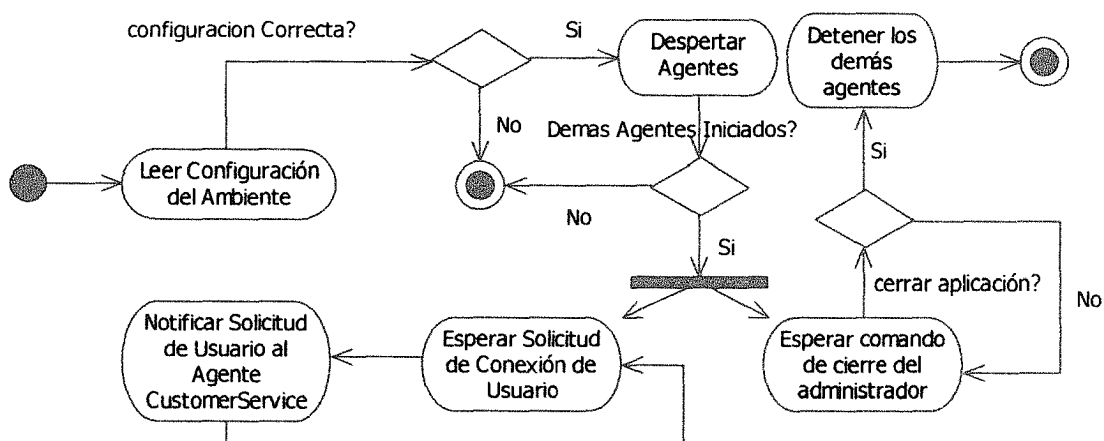 configuracion Correcta?
Si
Despertar
Agentes
Detener los
demás
agentes
No
Demas Agentes Iniciados?
Si
Leer Configuración
del Ambiente
No
Si
cerrar aplicación?
No
Notificar Solicitud
de Usuario al
Agente
CustomerService
Esperar Solicitud
de Conexión de
Usuario
Esperar comando
de cierre del
administrador